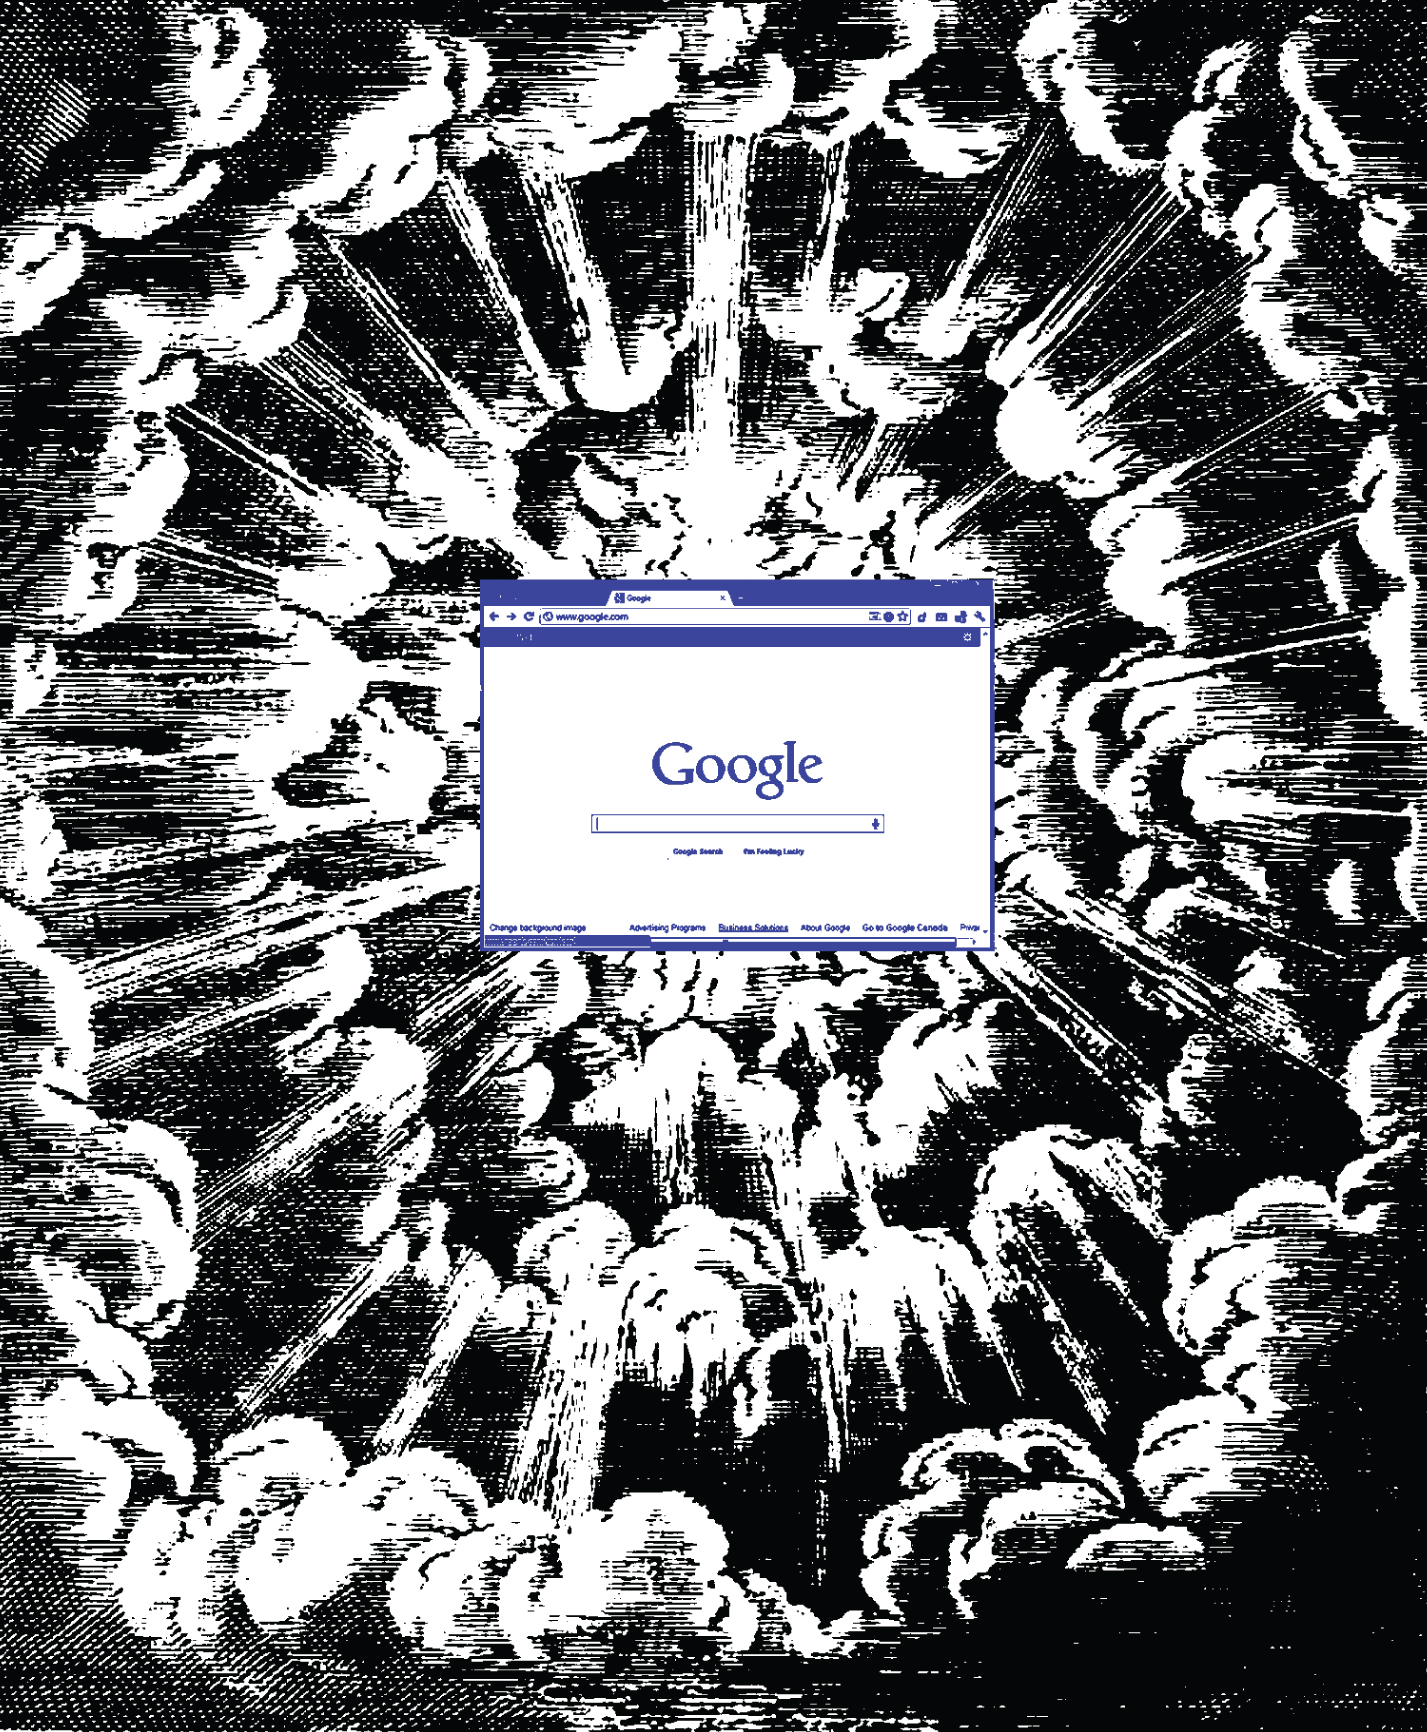 Google
www.google.com
Google
Google Search I'm Feeling Lucky
Change background image Advertising Programs Business Solutions About Google Go to Google Canada